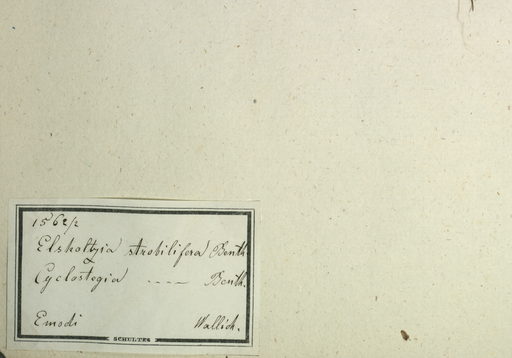 1562/2
Elsholtzia strobilifera Benth
Cyclostegia ---- Benth.
Emodi Wallich.
SCHULTES